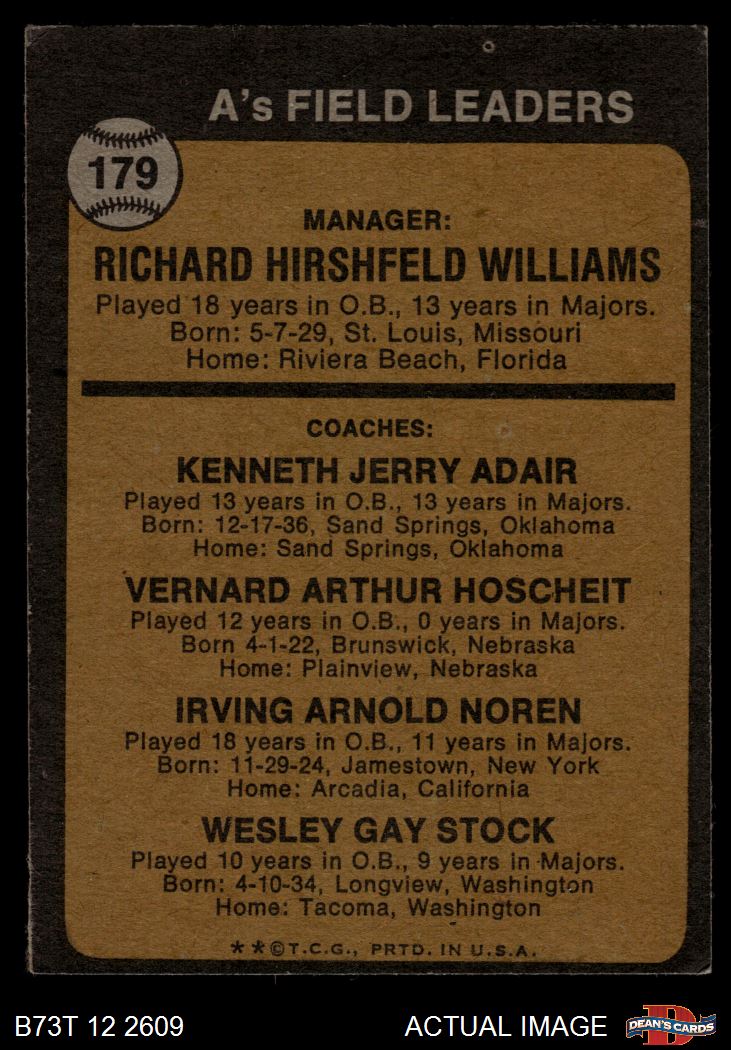 A's FIELD LEADERS
179
MANAGER:
RICHARD HIRSHFELD WILLIAMS
Played 18 years in O.B., 13 years in Majors.
Born: 5-7-29, St. Louis, Missouri
Home: Riviera Beach, Florida
COACHES:
KENNETH JERRY ADAIR
Played 13 years in O.B., 13 years in Majors.
Born: 12-17-36, Sand Springs, Oklahoma
Home: Sand Springs, Oklahoma
VERNARD ARTHUR HOSCHEIT
Played 12 years in O.B., 0 years in Majors.
Born 4-1-22, Brunswick, Nebraska
Home: Plainview, Nebraska
IRVING ARNOLD NOREN
Played 18 years in O.B., 11 years in Majors.
Born: 11-29-24, Jamestown, New York
Home: Arcadia, California
WESLEY GAY STOCK
Played 10 years in O.B., 9 years in Majors.
Born: 4-10-34, Longview, Washington
Home: Tacoma, Washington
**©T.C.G., PRTD. IN U.S.A.
B73T 12 2609 ACTUAL IMAGE
D
DEAN'S CARDS